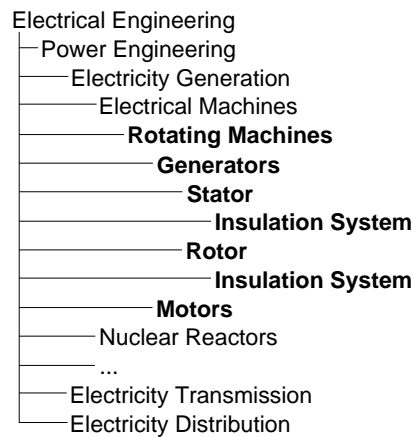 Electrical Engineering
Power Engineering
Electricity Generation
Electrical Machines
Rotating Machines
Generators
Stator
Insulation System
Rotor
Insulation System
Motors
Nuclear Reactors
...
Electricity Transmission
Electricity Distribution